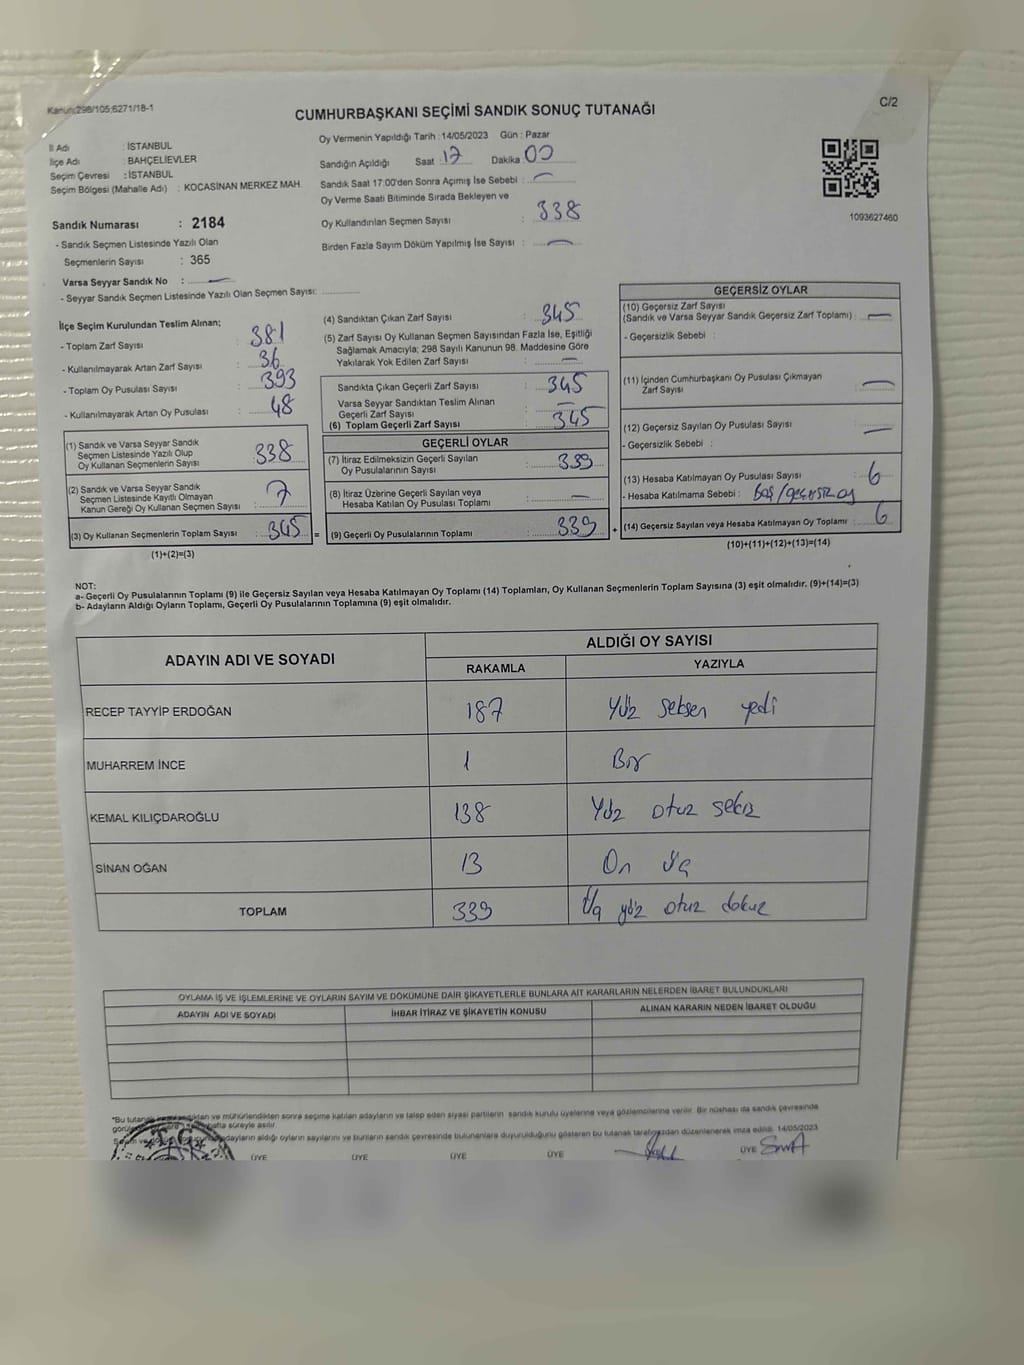 Kanun:298/105;6271/18-1
C/2
CUMHURBAŞKANI SEÇİMİ SANDIK SONUÇ TUTANAĞI
İl Adı : İSTANBUL
İlçe Adı : BAHÇELİEVLER
Seçim Çevresi : İSTANBUL
Seçim Bölgesi (Mahalle Adı) : KOCASİNAN MERKEZ MAH.
Sandık Numarası : 2184
- Sandık Seçmen Listesinde Yazılı Olan
Seçmenlerin Sayısı : 365
Varsa Seyyar Sandık No : —
- Seyyar Sandık Seçmen Listesinde Yazılı Olan Seçmen Sayısı:
Oy Vermenin Yapıldığı Tarih : 14/05/2023 Gün : Pazar
Sandığın Açıldığı Saat : 17 Dakika 00
Sandık Saat 17:00'den Sonra Açımış İse Sebebi : —
Oy Verme Saati Bitiminde Sırada Bekleyen ve
Oy Kullandırılan Seçmen Sayısı : 338
Birden Fazla Sayım Döküm Yapılmış İse Sayısı : —
1093627460
İlçe Seçim Kurulundan Teslim Alınan;
- Toplam Zarf Sayısı : 381
- Kullanılmayarak Artan Zarf Sayısı : 36
- Toplam Oy Pusulası Sayısı : 393
- Kullanılmayarak Artan Oy Pusulası : 48
(1) Sandık ve Varsa Seyyar Sandık
Seçmen Listesinde Yazılı Olup
Oy Kullanan Seçmenlerin Sayısı : 338
(2) Sandık ve Varsa Seyyar Sandık
Seçmen Listesinde Kayıtlı Olmayan
Kanun Gereği Oy Kullanan Seçmen Sayısı : 7
(3) Oy Kullanan Seçmenlerin Toplam Sayısı : 345
(1)+(2)=(3)
(4) Sandıktan Çıkan Zarf Sayısı : 345
(5) Zarf Sayısı Oy Kullanan Seçmen Sayısından Fazla İse, Eşitliği
Sağlamak Amacıyla; 298 Sayılı Kanunun 98. Maddesine Göre
Yakılarak Yok Edilen Zarf Sayısı : —
Sandıkta Çıkan Geçerli Zarf Sayısı : 345
Varsa Seyyar Sandıktan Teslim Alınan
Geçerli Zarf Sayısı : —
(6) Toplam Geçerli Zarf Sayısı : 345
GEÇERLİ OYLAR
(7) İtiraz Edilmeksizin Geçerli Sayılan
Oy Pusulalarının Sayısı : 339
(8) İtiraz Üzerine Geçerli Sayılan veya
Hesaba Katılan Oy Pusulası Toplamı : —
= (9) Geçerli Oy Pusulalarının Toplamı : 339 +
GEÇERSİZ OYLAR
(10) Geçersiz Zarf Sayısı
(Sandık ve Varsa Seyyar Sandık Geçersiz Zarf Toplamı) : —
- Geçersizlik Sebebi :
(11) İçinden Cumhurbaşkanı Oy Pusulası Çıkmayan
Zarf Sayısı : —
(12) Geçersiz Sayılan Oy Pusulası Sayısı : —
- Geçersizlik Sebebi :
(13) Hesaba Katılmayan Oy Pusulası Sayısı : 6
- Hesaba Katılmama Sebebi : Boş/geçersiz oy
(14) Geçersiz Sayılan veya Hesaba Katılmayan Oy Toplamı : 6
(10)+(11)+(12)+(13)=(14)
NOT:
a- Geçerli Oy Pusulalarının Toplamı (9) ile Geçersiz Sayılan veya Hesaba Katılmayan Oy Toplamı (14) Toplamları, Oy Kullanan Seçmenlerin Toplam Sayısına (3) eşit olmalıdır. (9)+(14)=(3)
b- Adayların Aldığı Oyların Toplamı, Geçerli Oy Pusulalarının Toplamına (9) eşit olmalıdır.
ADAYIN ADI VE SOYADI
ALDIĞI OY SAYISI
RAKAMLA YAZIYLA
RECEP TAYYİP ERDOĞAN 187 Yüz seksen yedi
MUHARREM İNCE 1 Bir
KEMAL KILIÇDAROĞLU 138 Yüz otuz sekiz
SİNAN OĞAN 13 On üç
TOPLAM 339 Üç yüz otuz dokuz
OYLAMA İŞ VE İŞLEMLERİNE VE OYLARIN SAYIM VE DÖKÜMÜNE DAİR ŞİKAYETLERLE BUNLARA AİT KARARLARIN NELERDEN İBARET BULUNDUKLARI
ADAYIN ADI VE SOYADI İHBAR İTİRAZ VE ŞİKAYETİN KONUSU ALINAN KARARIN NEDEN İBARET OLDUĞU
*Bu tutanak ve mühürlendikten sonra seçime katılan adayların ve talep eden siyasi partilerin sandık kurulu üyelerine veya gözlemcilerine verilir. Bir nüshası da sandık çevresinde
hafta süreyle asılır.
adayların aldığı oyların sayılarını ve bunların sandık çevresinde bulunanlara duyurulduğunu gösteren bu tutanak tarafımızdan düzenlenerek imza edildi. 14/05/2023
T.C.
ÜYE ÜYE ÜYE ÜYE ÜYE